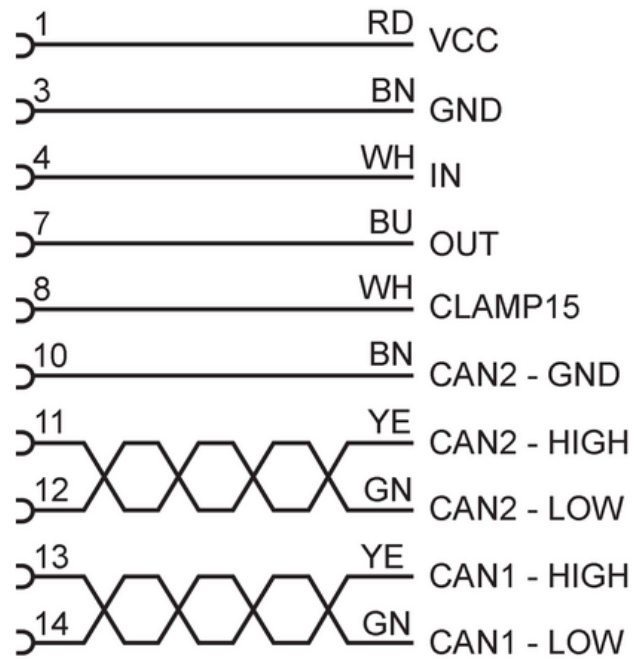 1 RD VCC
3 BN GND
4 WH IN
7 BU OUT
8 WH CLAMP15
10 BN CAN2 - GND
11 YE CAN2 - HIGH
12 GN CAN2 - LOW
13 YE CAN1 - HIGH
14 GN CAN1 - LOW